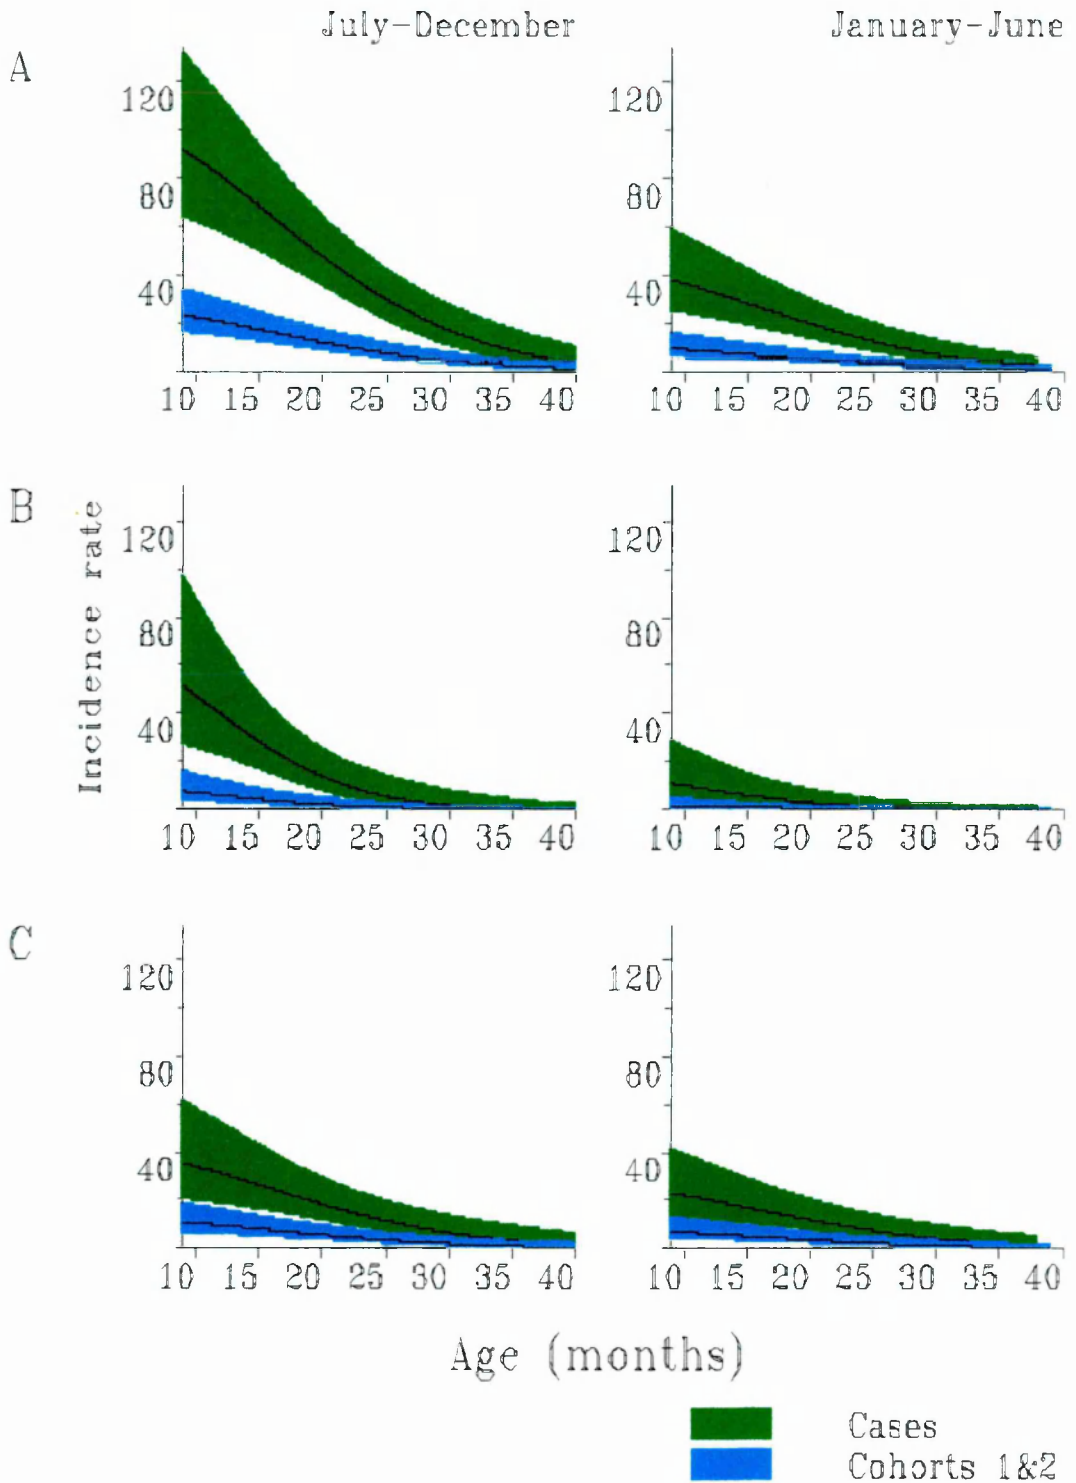 July-December January-June
A
120 120
80 80
40 40
10 15 20 25 30 35 40 10 15 20 25 30 35 40
B
Incidence rate
120 120
80 80
40 40
10 15 20 25 30 35 40 10 15 20 25 30 35 40
C
120 120
80 80
40 40
10 15 20 25 30 35 40 10 15 20 25 30 35 40
Age (months)
Cases
Cohorts 1&2